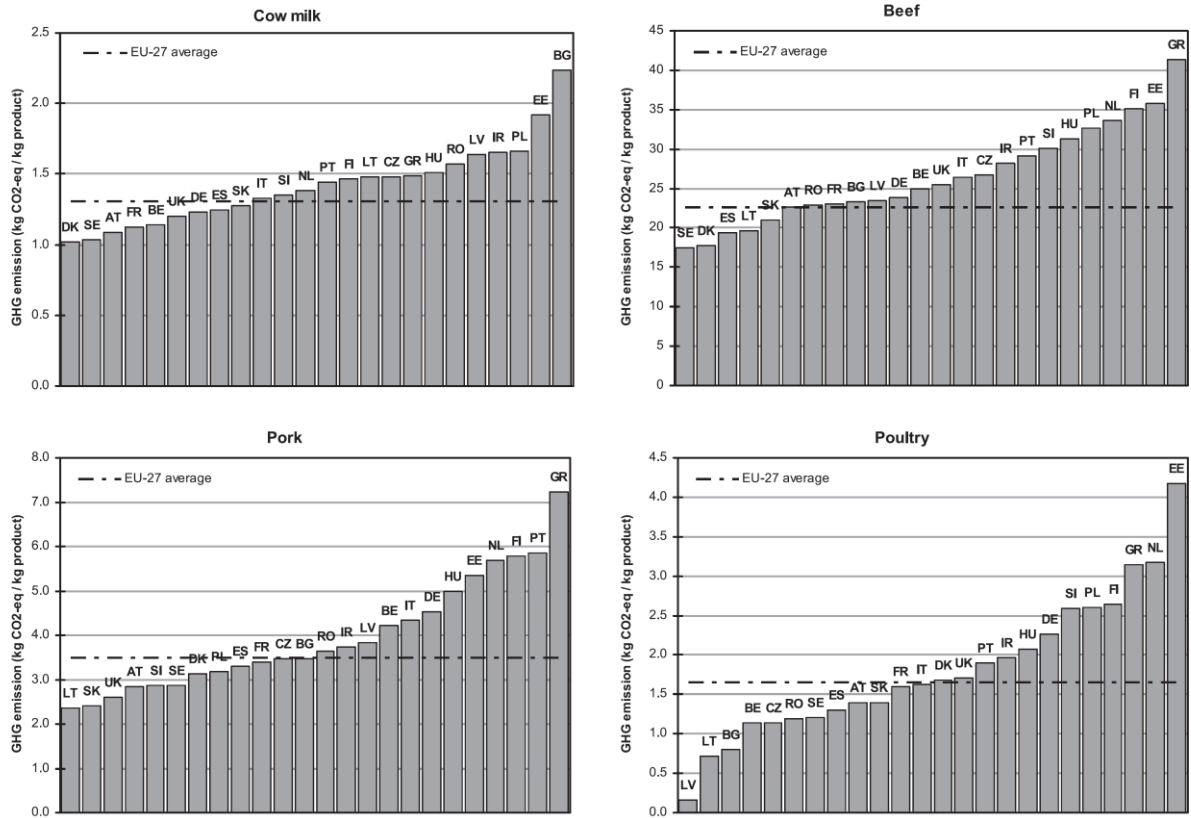 Cow milk
2.5
2.0
1.5
1.0
0.5
0.0
GHG emission (kg CO2-eq / kg product)
EU-27 average
DK
SE
AT
FR
BE
UK
DE
ES
SK
IT
SI
NL
PT
FI
LT
CZ
GR
HU
RO
LV
IR
PL
EE
BG
Beef
45
40
35
30
25
20
15
10
5
0
GHG emission (kg CO2-eq / kg product)
EU-27 average
SE
DK
ES
LT
SK
AT
RO
FR
BG
LV
DE
BE
UK
IT
CZ
IR
PT
SI
HU
PL
NL
FI
EE
GR
Pork
8.0
7.0
6.0
5.0
4.0
3.0
2.0
1.0
0.0
GHG emission (kg CO2-eq / kg product)
EU-27 average
LT
SK
UK
AT
SI
SE
DK
PL
ES
FR
CZ
BG
RO
IR
LV
BE
IT
DE
HU
EE
NL
FI
PT
GR
Poultry
4.5
4.0
3.5
3.0
2.5
2.0
1.5
1.0
0.5
0.0
GHG emission (kg CO2-eq / kg product)
EU-27 average
LV
LT
BG
BE
CZ
RO
SE
ES
AT
SK
FR
IT
DK
UK
PT
IR
HU
DE
SI
PL
FI
GR
NL
EE